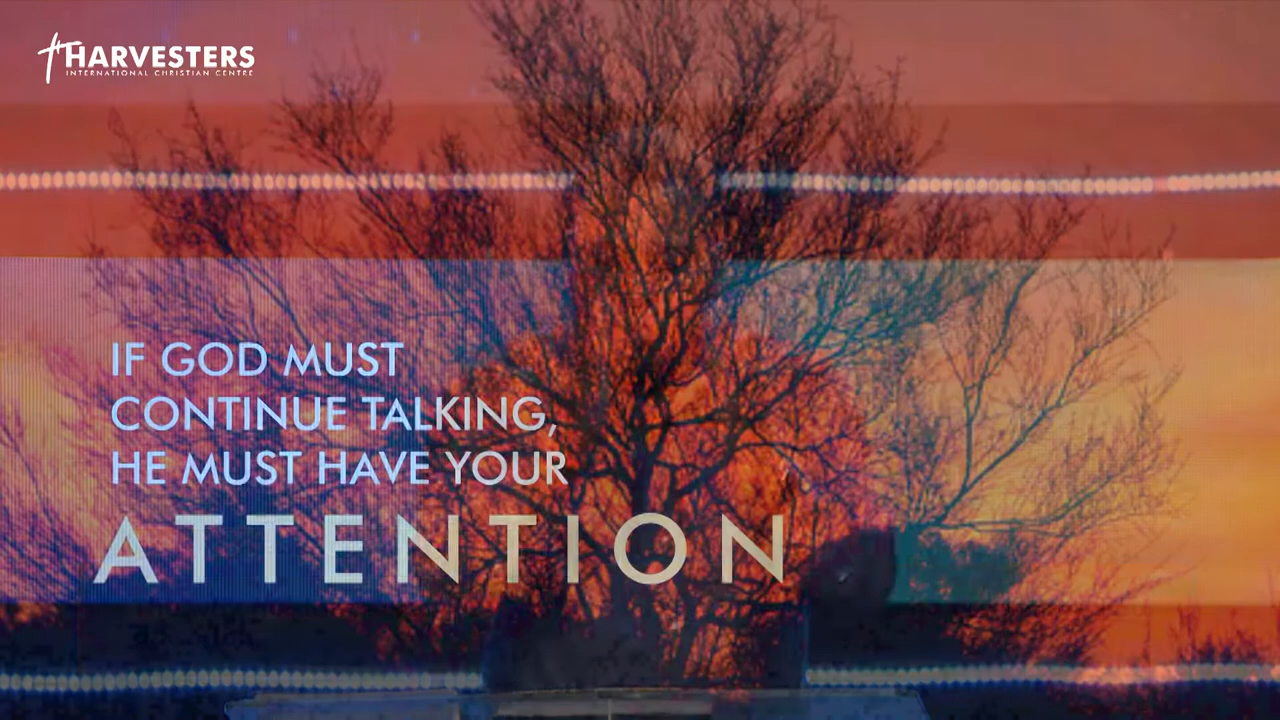 HARVESTERS
INTERNATIONAL CHRISTIAN CENTRE
IF GOD MUST
CONTINUE TALKING,
HE MUST HAVE YOUR
ATTENTION